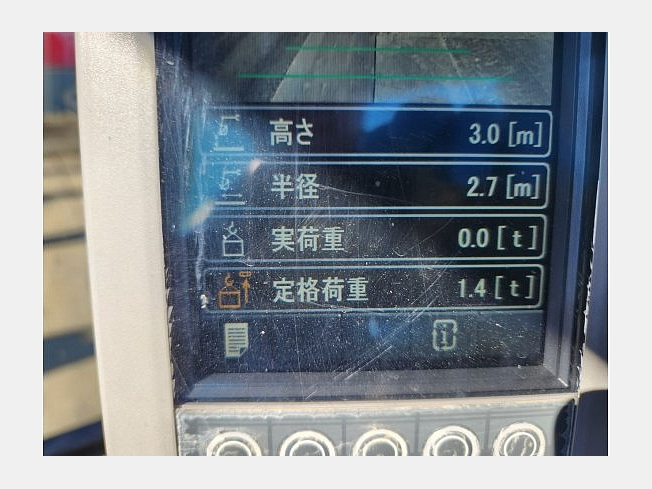 高さ 3.0 [m]
半径 2.7 [m]
実荷重 0.0 [t]
定格荷重 1.4 [t]